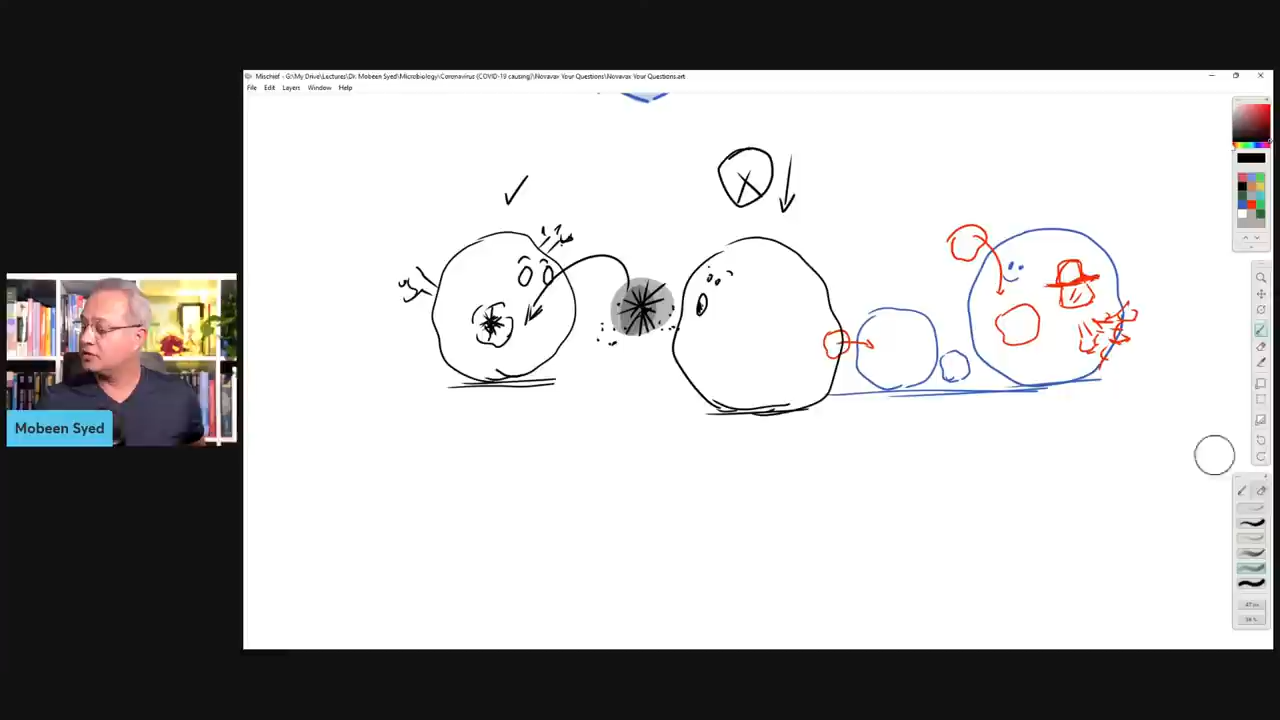 Mischief - G:\My Drive\Lectures\Dr. Mobeen Syed\Microbiology\Coronavirus (COVID-19 causing)\Novavax Your Questions\Novavax Your Questions.art
File Edit Layers Window Help
Mobeen Syed